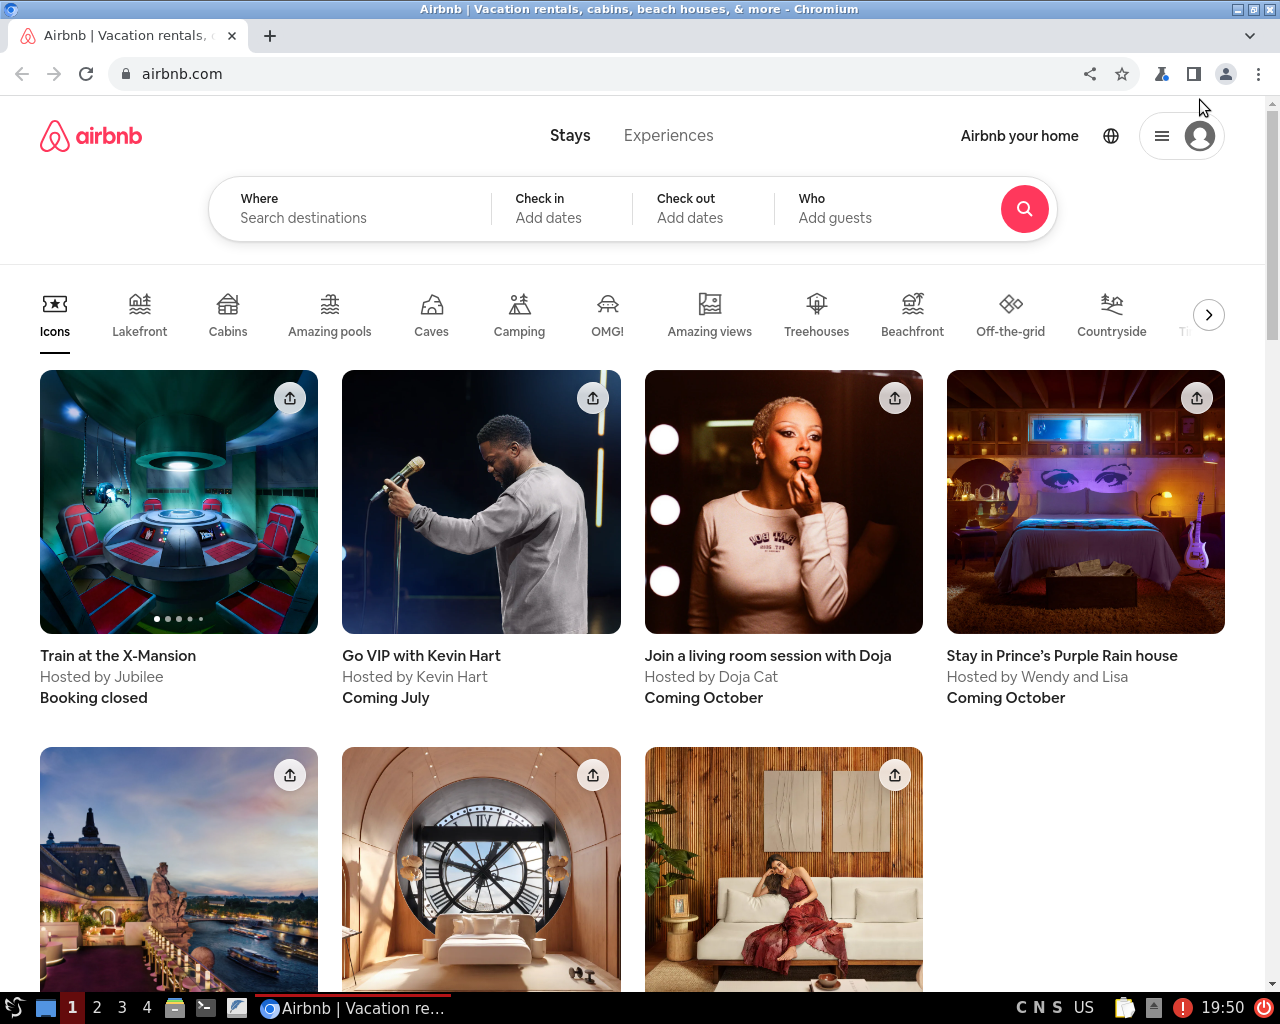 Airbnb | Vacation rentals, cabins, beach houses, & more - Chromium
Airbnb | Vacation rentals,
airbnb.com
airbnb
Stays
Experiences
Airbnb your home
Where
Search destinations
Check in
Add dates
Check out
Add dates
Who
Add guests
Icons
Lakefront
Cabins
Amazing pools
Caves
Camping
OMG!
Amazing views
Treehouses
Beachfront
Off-the-grid
Countryside
Train at the X-Mansion
Hosted by Jubilee
Booking closed
Go VIP with Kevin Hart
Hosted by Kevin Hart
Coming July
Join a living room session with Doja
Hosted by Doja Cat
Coming October
Stay in Prince’s Purple Rain house
Hosted by Wendy and Lisa
Coming October
1 2 3 4
Airbnb | Vacation re...
C N S US
19:50